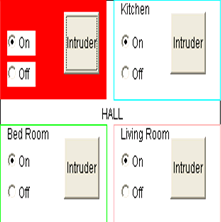 On
Intruder
Off
Kitchen
On
Intruder
Off
HALL
Bed Room
On
Intruder
Off
Living Room
On
Intruder
Off